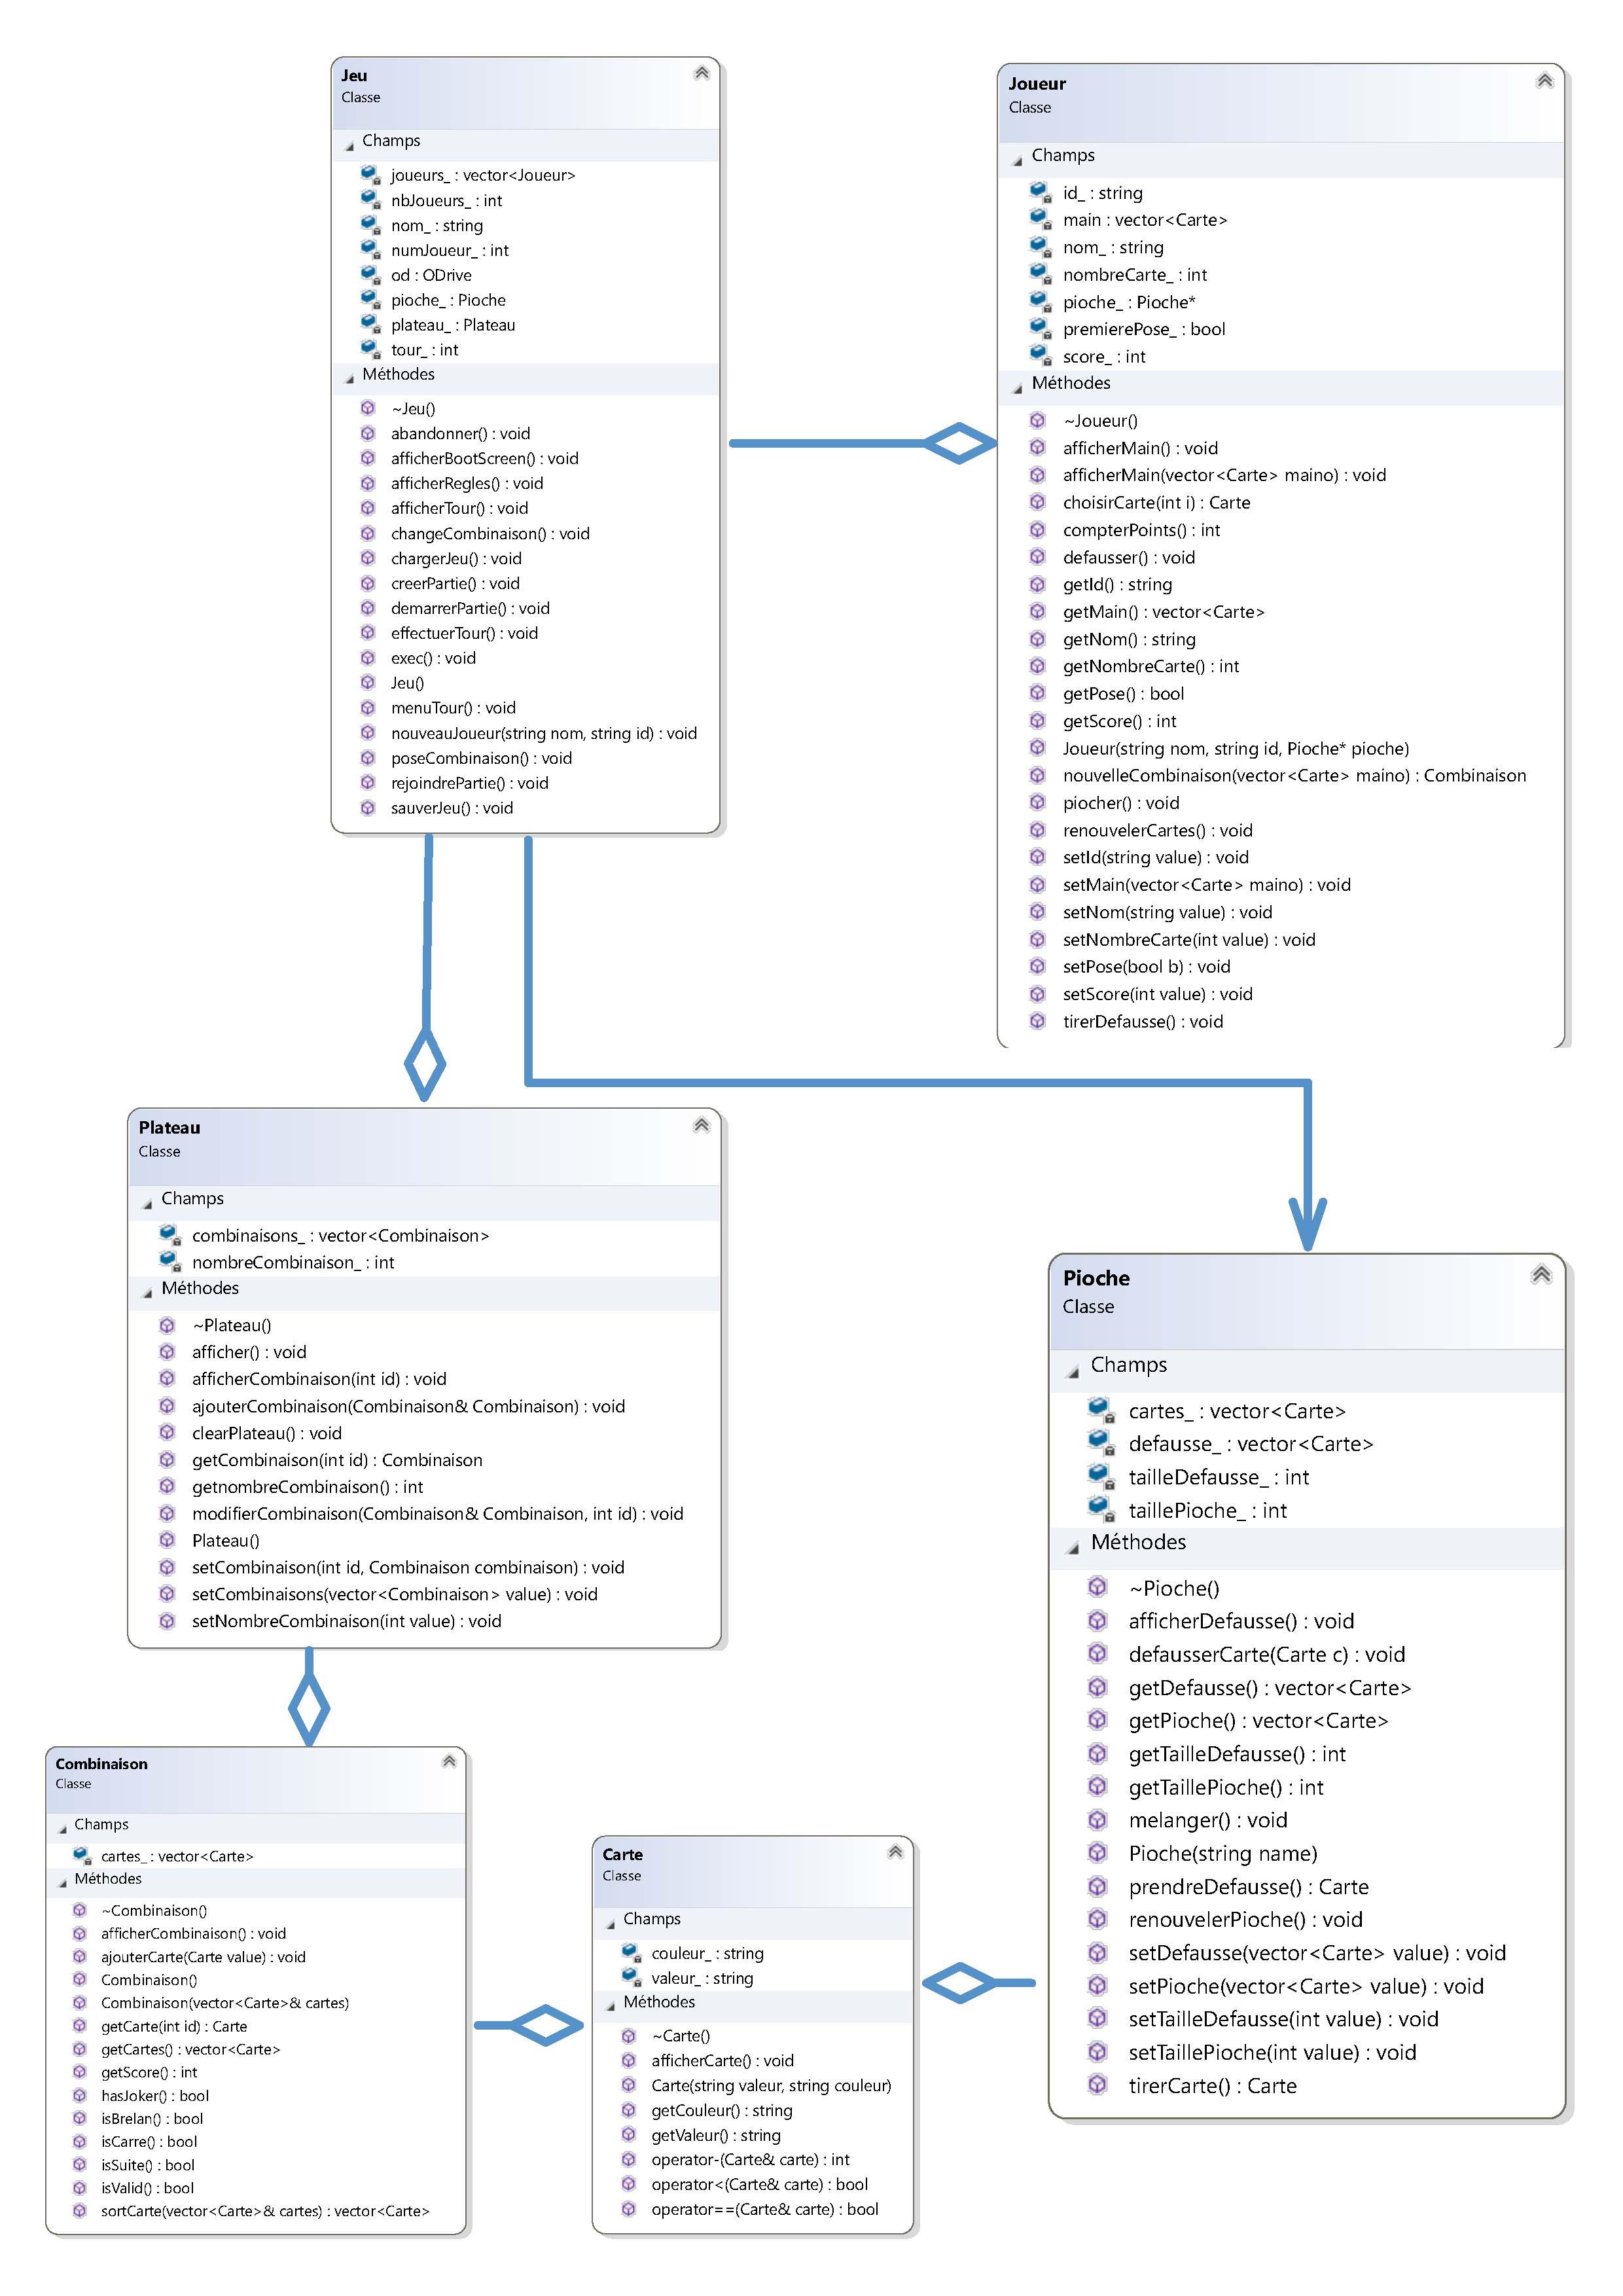 Jeu
Classe
Champs
joueurs_ : vector<Joueur>
nbJoueurs_ : int
nom_ : string
numJoueur_ : int
od : ODrive
pioche_ : Pioche
plateau_ : Plateau
tour_ : int
Méthodes
~Jeu()
abandonner() : void
afficherBootScreen() : void
afficherRegles() : void
afficherTour() : void
changeCombinaison() : void
chargerJeu() : void
creerPartie() : void
demarrerPartie() : void
effectuerTour() : void
exec() : void
Jeu()
menuTour() : void
nouveauJoueur(string nom, string id) : void
poseCombinaison() : void
rejoindrePartie() : void
sauverJeu() : void
Joueur
Classe
Champs
id_ : string
main : vector<Carte>
nom_ : string
nombreCarte_ : int
pioche_ : Pioche*
premierePose_ : bool
score_ : int
Méthodes
~Joueur()
afficherMain() : void
afficherMain(vector<Carte> maino) : void
choisirCarte(int i) : Carte
compterPoints() : int
defausser() : void
getId() : string
getMain() : vector<Carte>
getNom() : string
getNombreCarte() : int
getPose() : bool
getScore() : int
Joueur(string nom, string id, Pioche* pioche)
nouvelleCombinaison(vector<Carte> maino) : Combinaison
piocher() : void
renouvelerCartes() : void
setId(string value) : void
setMain(vector<Carte> maino) : void
setNom(string value) : void
setNombreCarte(int value) : void
setPose(bool b) : void
setScore(int value) : void
tirerDefausse() : void
Plateau
Classe
Champs
combinaisons_ : vector<Combinaison>
nombreCombinaison_ : int
Méthodes
~Plateau()
afficher() : void
afficherCombinaison(int id) : void
ajouterCombinaison(Combinaison& Combinaison) : void
clearPlateau() : void
getCombinaison(int id) : Combinaison
getnombreCombinaison() : int
modifierCombinaison(Combinaison& Combinaison, int id) : void
Plateau()
setCombinaison(int id, Combinaison combinaison) : void
setCombinaisons(vector<Combinaison> value) : void
setNombreCombinaison(int value) : void
Pioche
Classe
Champs
cartes_ : vector<Carte>
defausse_ : vector<Carte>
tailleDefausse_ : int
taillePioche_ : int
Méthodes
~Pioche()
afficherDefausse() : void
defausserCarte(Carte c) : void
getDefausse() : vector<Carte>
getPioche() : vector<Carte>
getTailleDefausse() : int
getTaillePioche() : int
melanger() : void
Pioche(string name)
prendreDefausse() : Carte
renouvelerPioche() : void
setDefausse(vector<Carte> value) : void
setPioche(vector<Carte> value) : void
setTailleDefausse(int value) : void
setTaillePioche(int value) : void
tirerCarte() : Carte
Combinaison
Classe
Champs
cartes_ : vector<Carte>
Méthodes
~Combinaison()
afficherCombinaison() : void
ajouterCarte(Carte value) : void
Combinaison()
Combinaison(vector<Carte>& cartes)
getCarte(int id) : Carte
getCartes() : vector<Carte>
getScore() : int
hasJoker() : bool
isBrelan() : bool
isCarre() : bool
isSuite() : bool
isValid() : bool
sortCarte(vector<Carte>& cartes) : vector<Carte>
Carte
Classe
Champs
couleur_ : string
valeur_ : string
Méthodes
~Carte()
afficherCarte() : void
Carte(string valeur, string couleur)
getCouleur() : string
getValeur() : string
operator-(Carte& carte) : int
operator<(Carte& carte) : bool
operator==(Carte& carte) : bool